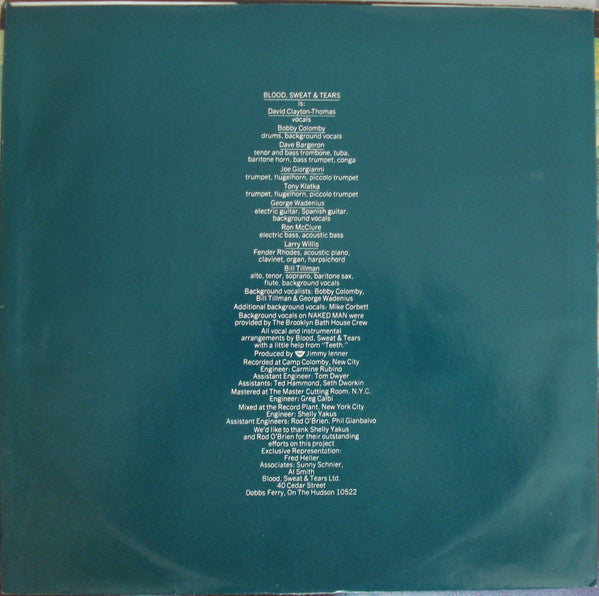 BLOOD, SWEAT & TEARS
is:
David Clayton-Thomas
vocals
Bobby Colomby
drums, background vocals
Dave Bargeron
tenor and bass trombone, tuba,
baritone horn, bass trumpet, conga
Joe Giorgianni
trumpet, flugelhorn, piccolo trumpet
Tony Klatka
trumpet, flugelhorn, piccolo trumpet
George Wadenius
electric guitar, Spanish guitar,
background vocals
Ron McClure
electric bass, acoustic bass
Larry Willis
Fender Rhodes, acoustic piano,
clavinet, organ, harpsichord
Bill Tillman
alto, tenor, soprano, baritone sax,
flute, background vocals
Background vocalists: Bobby Colomby,
Bill Tillman & George Wadenius
Additional background vocals: Mike Corbett
Background vocals on NAKED MAN were
provided by The Brooklyn Bath House Crew
All vocal and instrumental
arrangements by Blood, Sweat & Tears
with a little help from "Teeth."
Produced by Jimmy Ienner
Recorded at Camp Colomby, New City
Engineer: Carmine Rubino
Assistant Engineer: Tom Dwyer
Assistants: Ted Hammond, Seth Dworkin
Mastered at The Master Cutting Room, N.Y.C.
Engineer: Greg Calbi
Mixed at the Record Plant, New York City
Engineer: Shelly Yakus
Assistant Engineers: Rod O'Brien, Phil Gianbalvo
We'd like to thank Shelly Yakus
and Rod O'Brien for their outstanding
efforts on this project
Exclusive Representation:
Fred Heller
Associates: Sunny Schnier,
Al Smith
Blood, Sweat & Tears Ltd.
40 Cedar Street
Dobbs Ferry, On The Hudson 10522